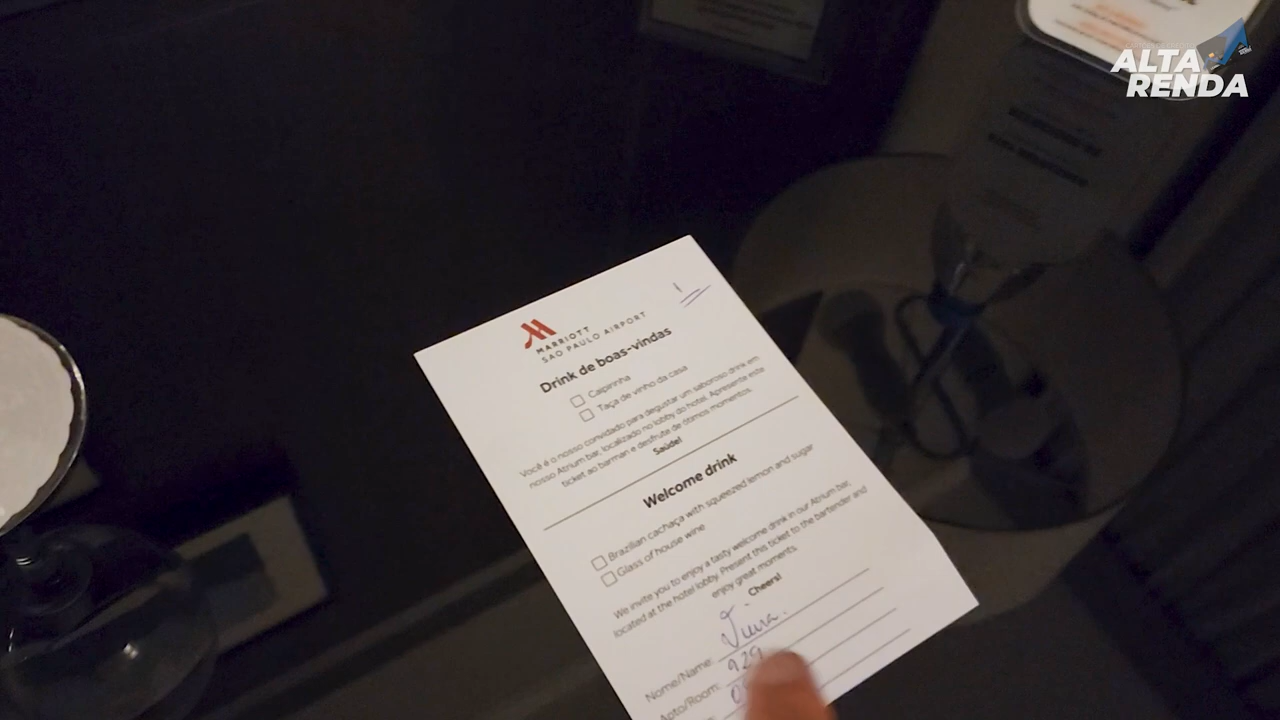 ALTA
RENDA
MARRIOTT
SAO PAULO AIRPORT
Drink de boas-vindas
Caipirinha
Taça de vinho da casa
Você é o nosso convidado para degustar um saboroso drink em
nosso Atrium bar, localizado no lobby do hotel. Apresente este
ticket ao barman e desfrute de ótimos momentos.
Saúde!
Welcome drink
Brazilian cachaça with squeezed lemon and sugar
Glass of house wine
We invite you to enjoy a tasty welcome drink in our Atrium bar,
located at the hotel lobby. Present this ticket to the bartender and
enjoy great moments.
Cheers!
Nome/Name: Vieira
Apto/Room: 929